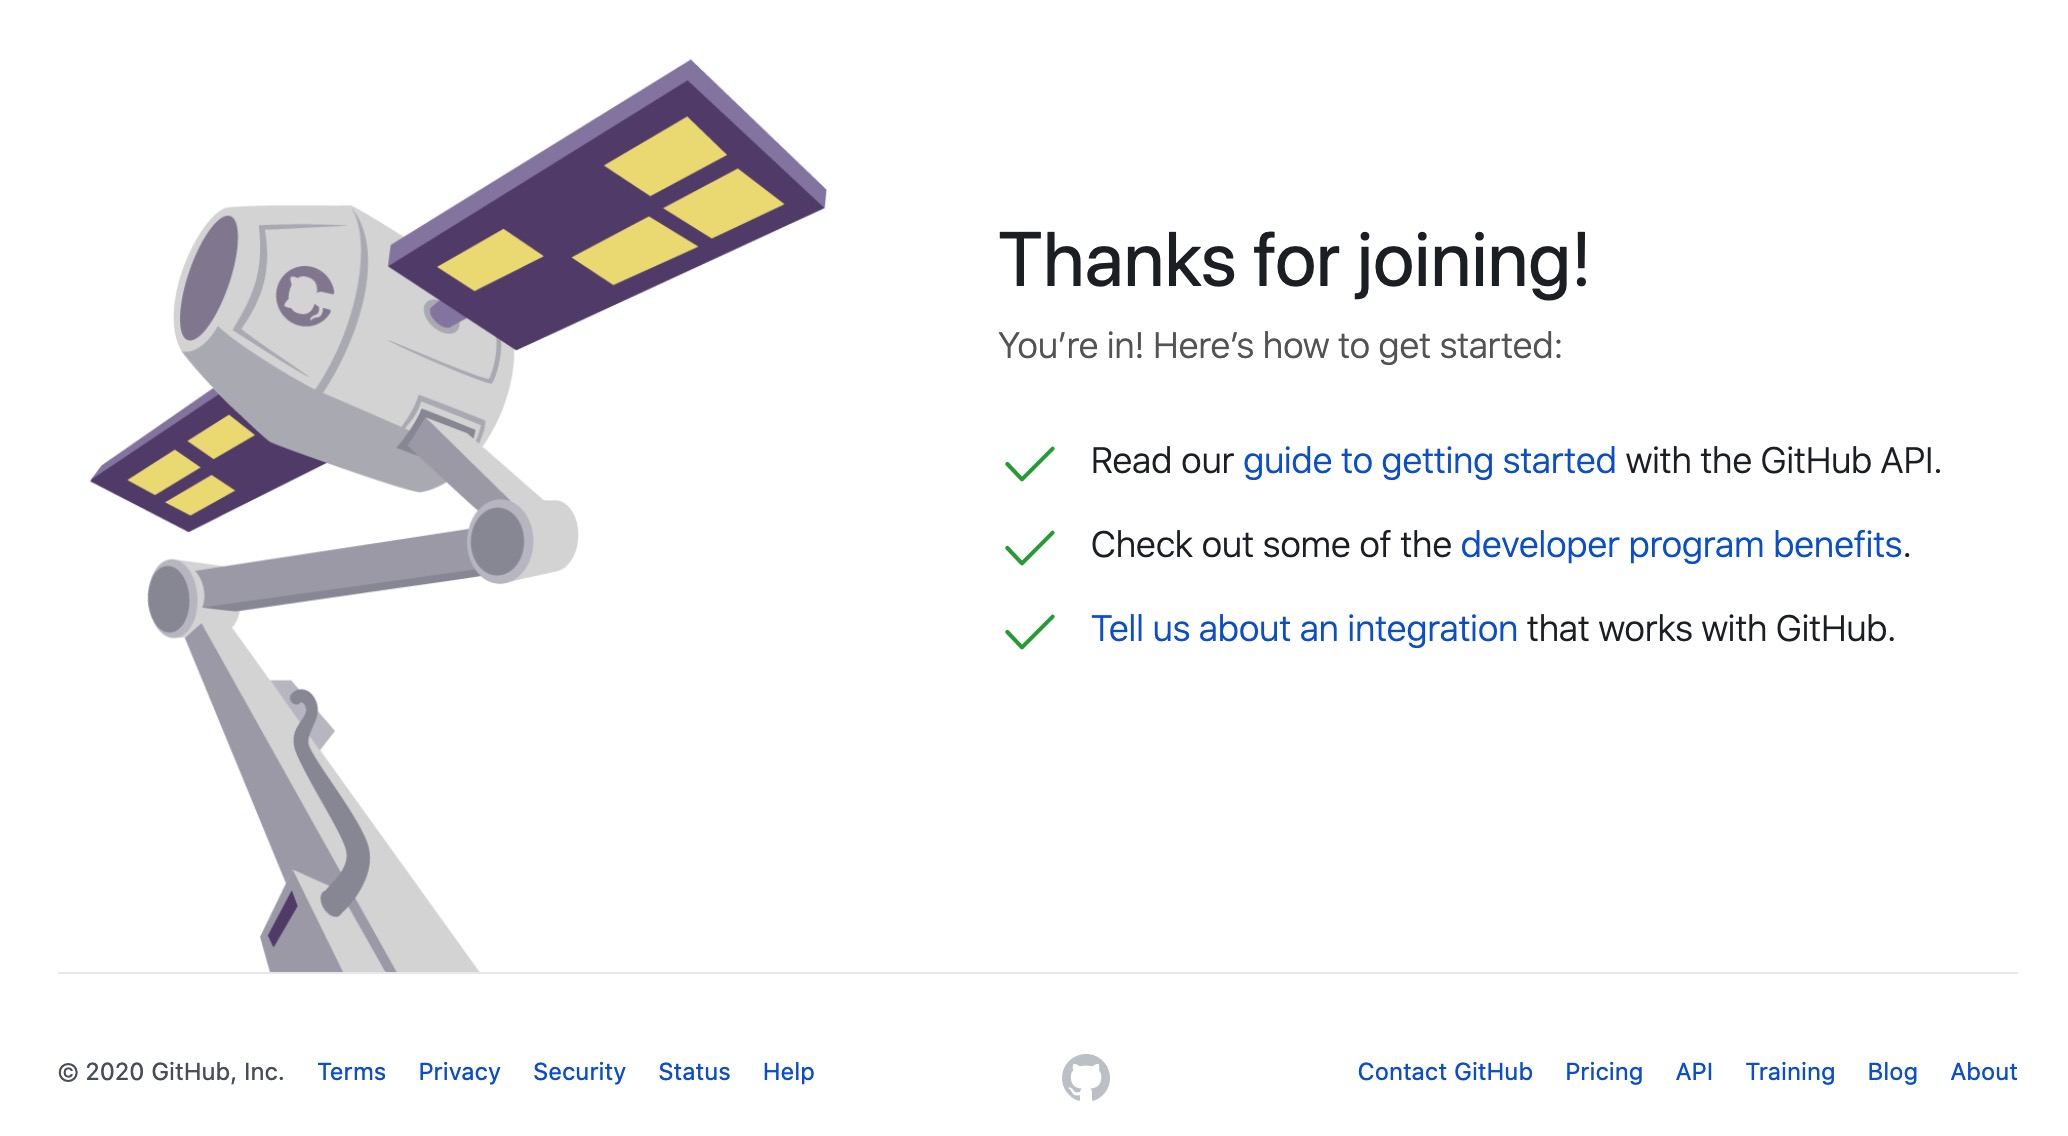 Thanks for joining!
You’re in! Here’s how to get started:
Read our guide to getting started with the GitHub API.
Check out some of the developer program benefits.
Tell us about an integration that works with GitHub.
© 2020 GitHub, Inc. Terms Privacy Security Status Help Contact GitHub Pricing API Training Blog About